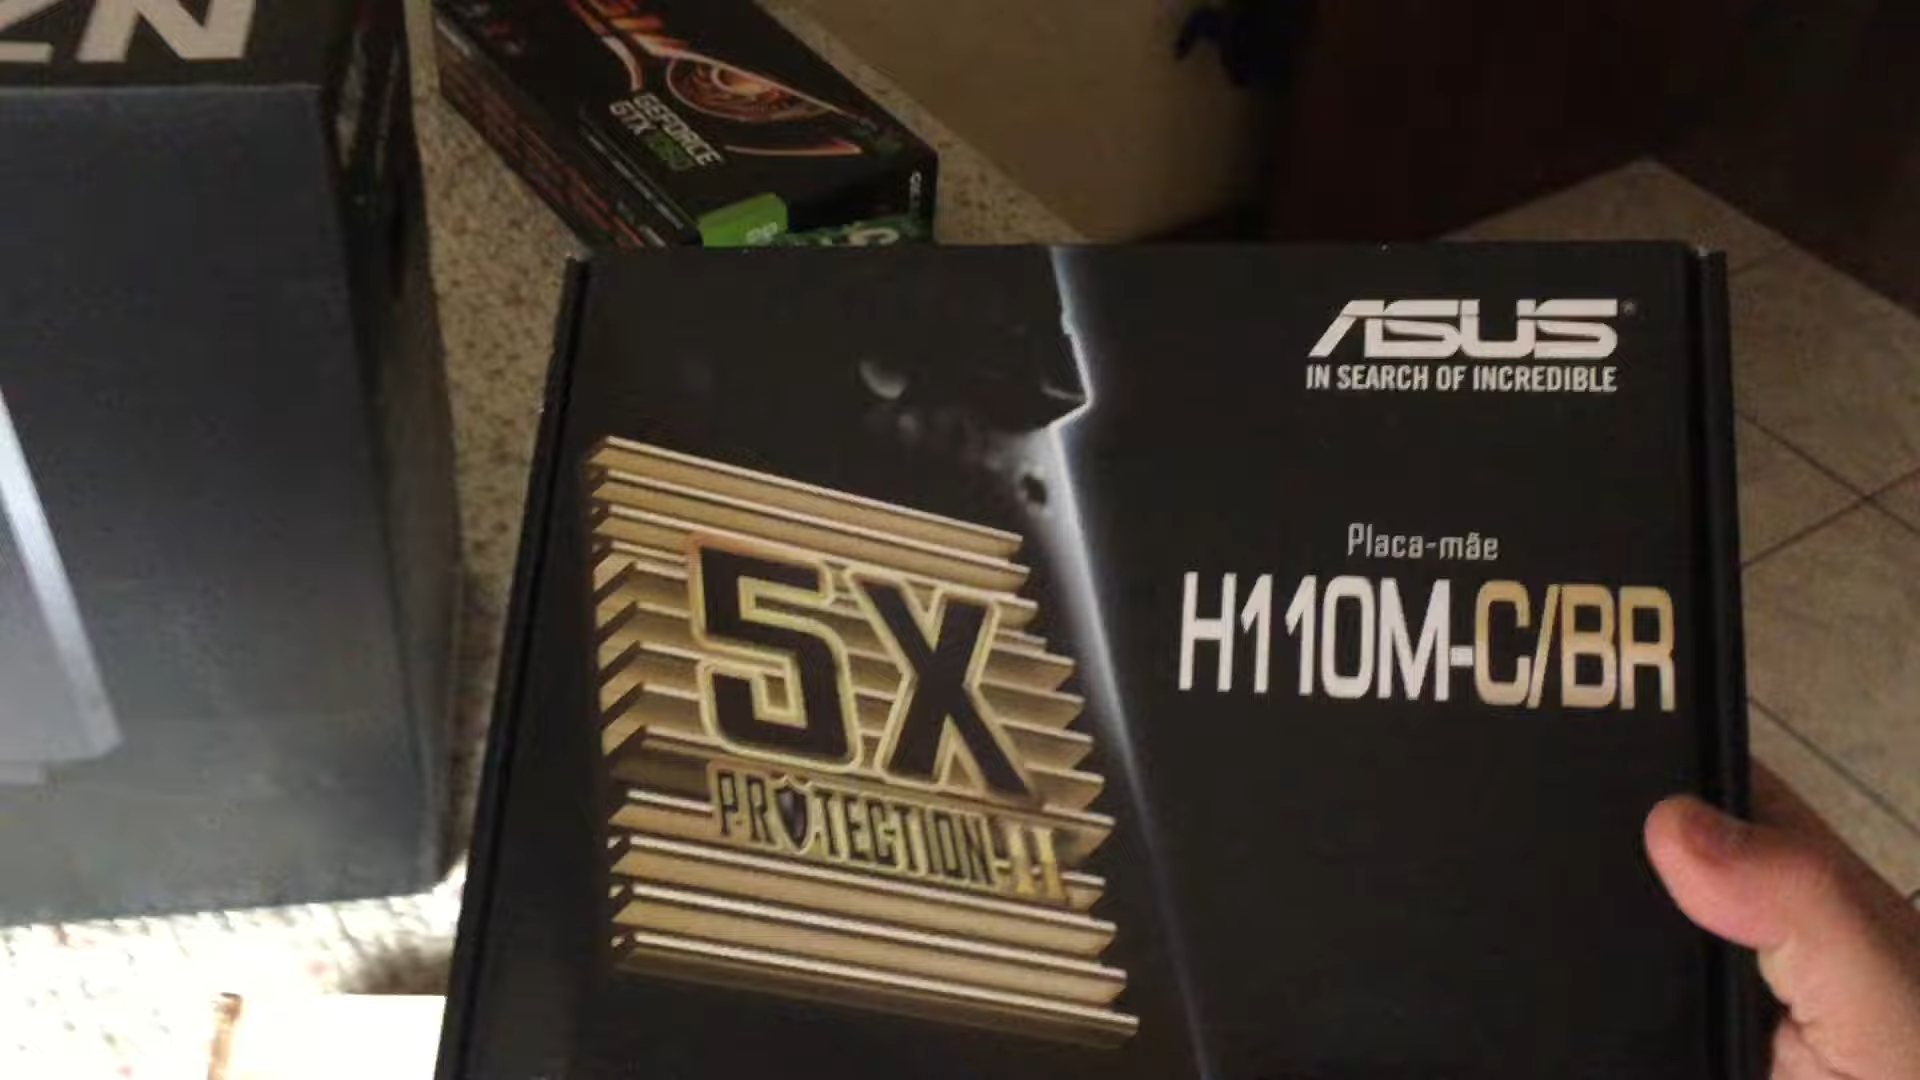 GEFORCE
GTX
ASUS
IN SEARCH OF INCREDIBLE
Placa-mãe
H110M-C/BR
5X
PROTECTION II